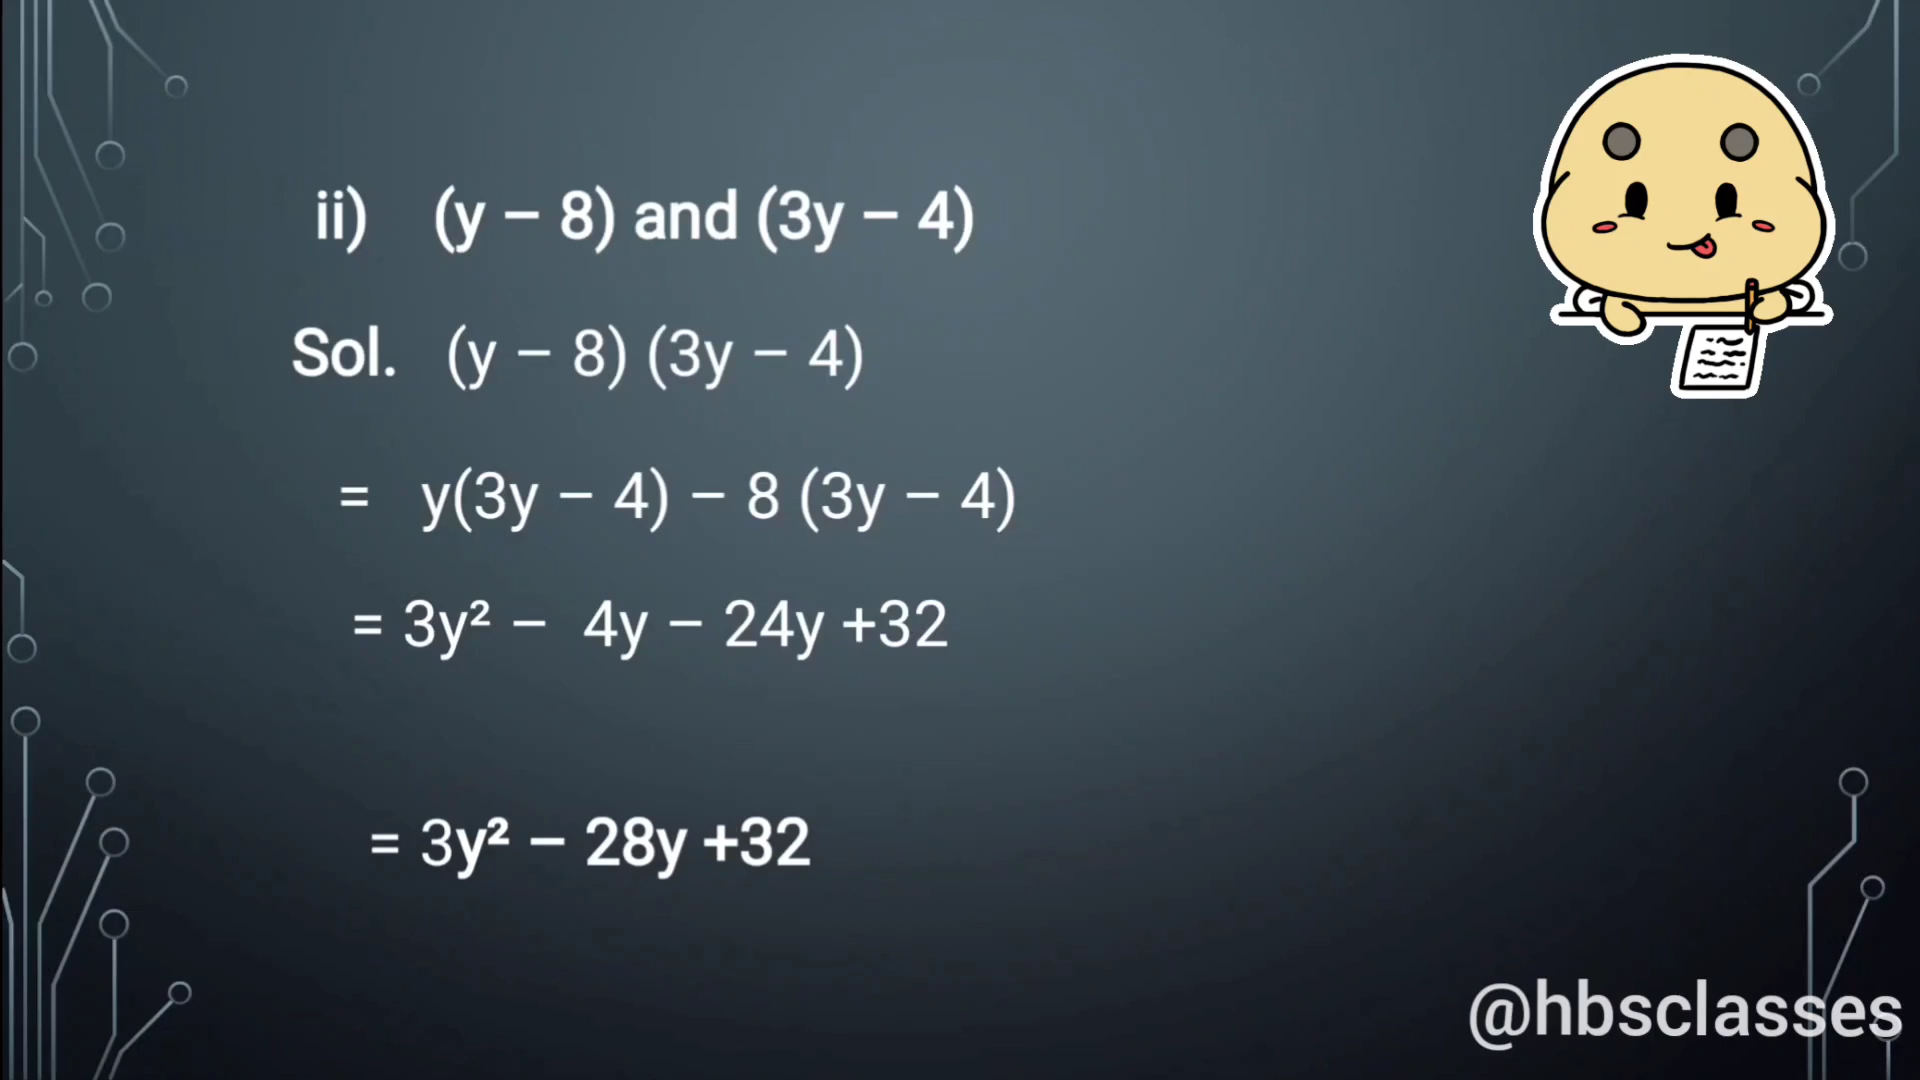 ii) (y – 8) and (3y – 4)
Sol. (y – 8) (3y – 4)
= y(3y – 4) – 8 (3y – 4)
= 3y² – 4y – 24y +32
= 3y² – 28y +32
@hbsclasses